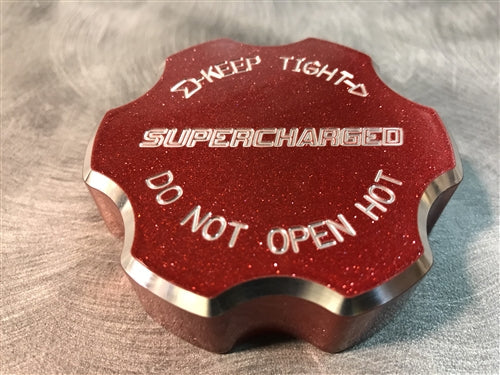 KEEP TIGHT
SUPERCHARGED
DO NOT OPEN HOT